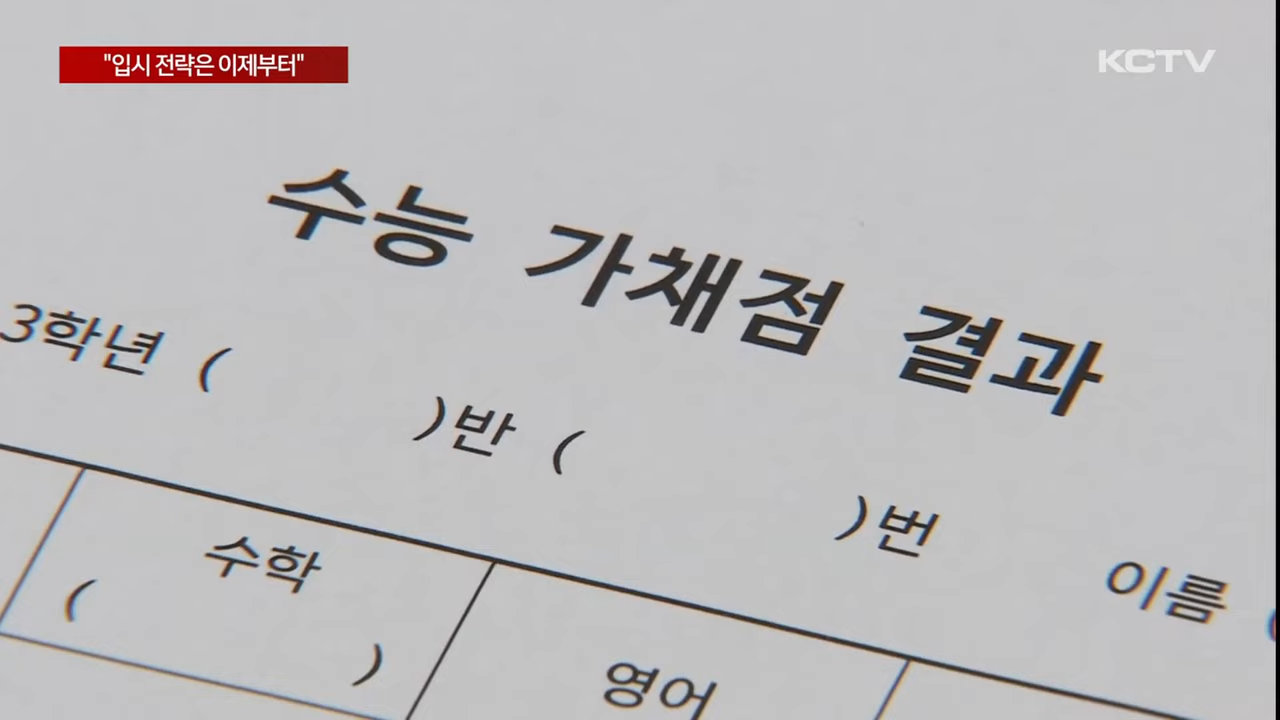 "입시 전략은 이제부터"
KCTV
수능 가채점 결과
3학년 ( )반 ( )번 이름 (
수학
( )
영어